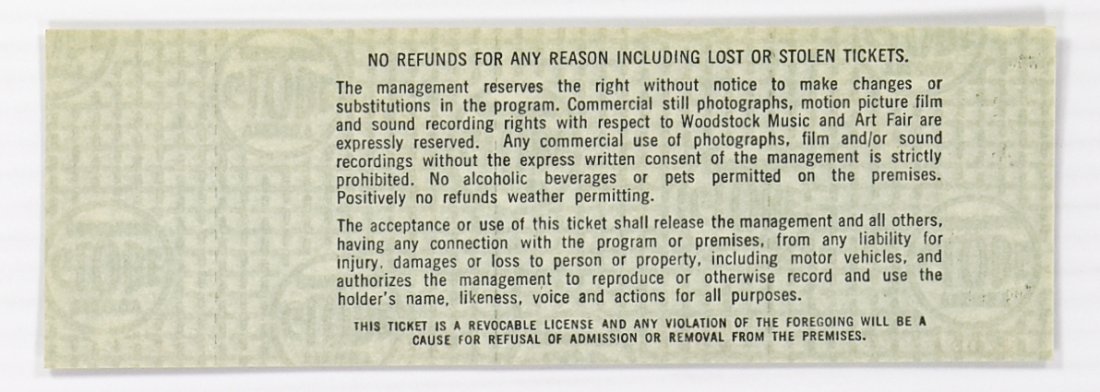 NO REFUNDS FOR ANY REASON INCLUDING LOST OR STOLEN TICKETS.
The management reserves the right without notice to make changes or
substitutions in the program. Commercial still photographs, motion picture film
and sound recording rights with respect to Woodstock Music and Art Fair are
expressly reserved. Any commercial use of photographs, film and/or sound
recordings without the express written consent of the management is strictly
prohibited. No alcoholic beverages or pets permitted on the premises.
Positively no refunds weather permitting.
The acceptance or use of this ticket shall release the management and all others,
having any connection with the program or premises, from any liability for
injury, damages or loss to person or property, including motor vehicles, and
authorizes the management to reproduce or otherwise record and use the
holder's name, likeness, voice and actions for all purposes.
THIS TICKET IS A REVOCABLE LICENSE AND ANY VIOLATION OF THE FOREGOING WILL BE A
CAUSE FOR REFUSAL OF ADMISSION OR REMOVAL FROM THE PREMISES.